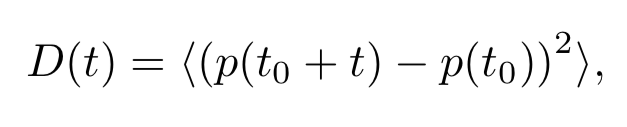 D(t) = ⟨(p(t₀ + t) − p(t₀))²⟩,